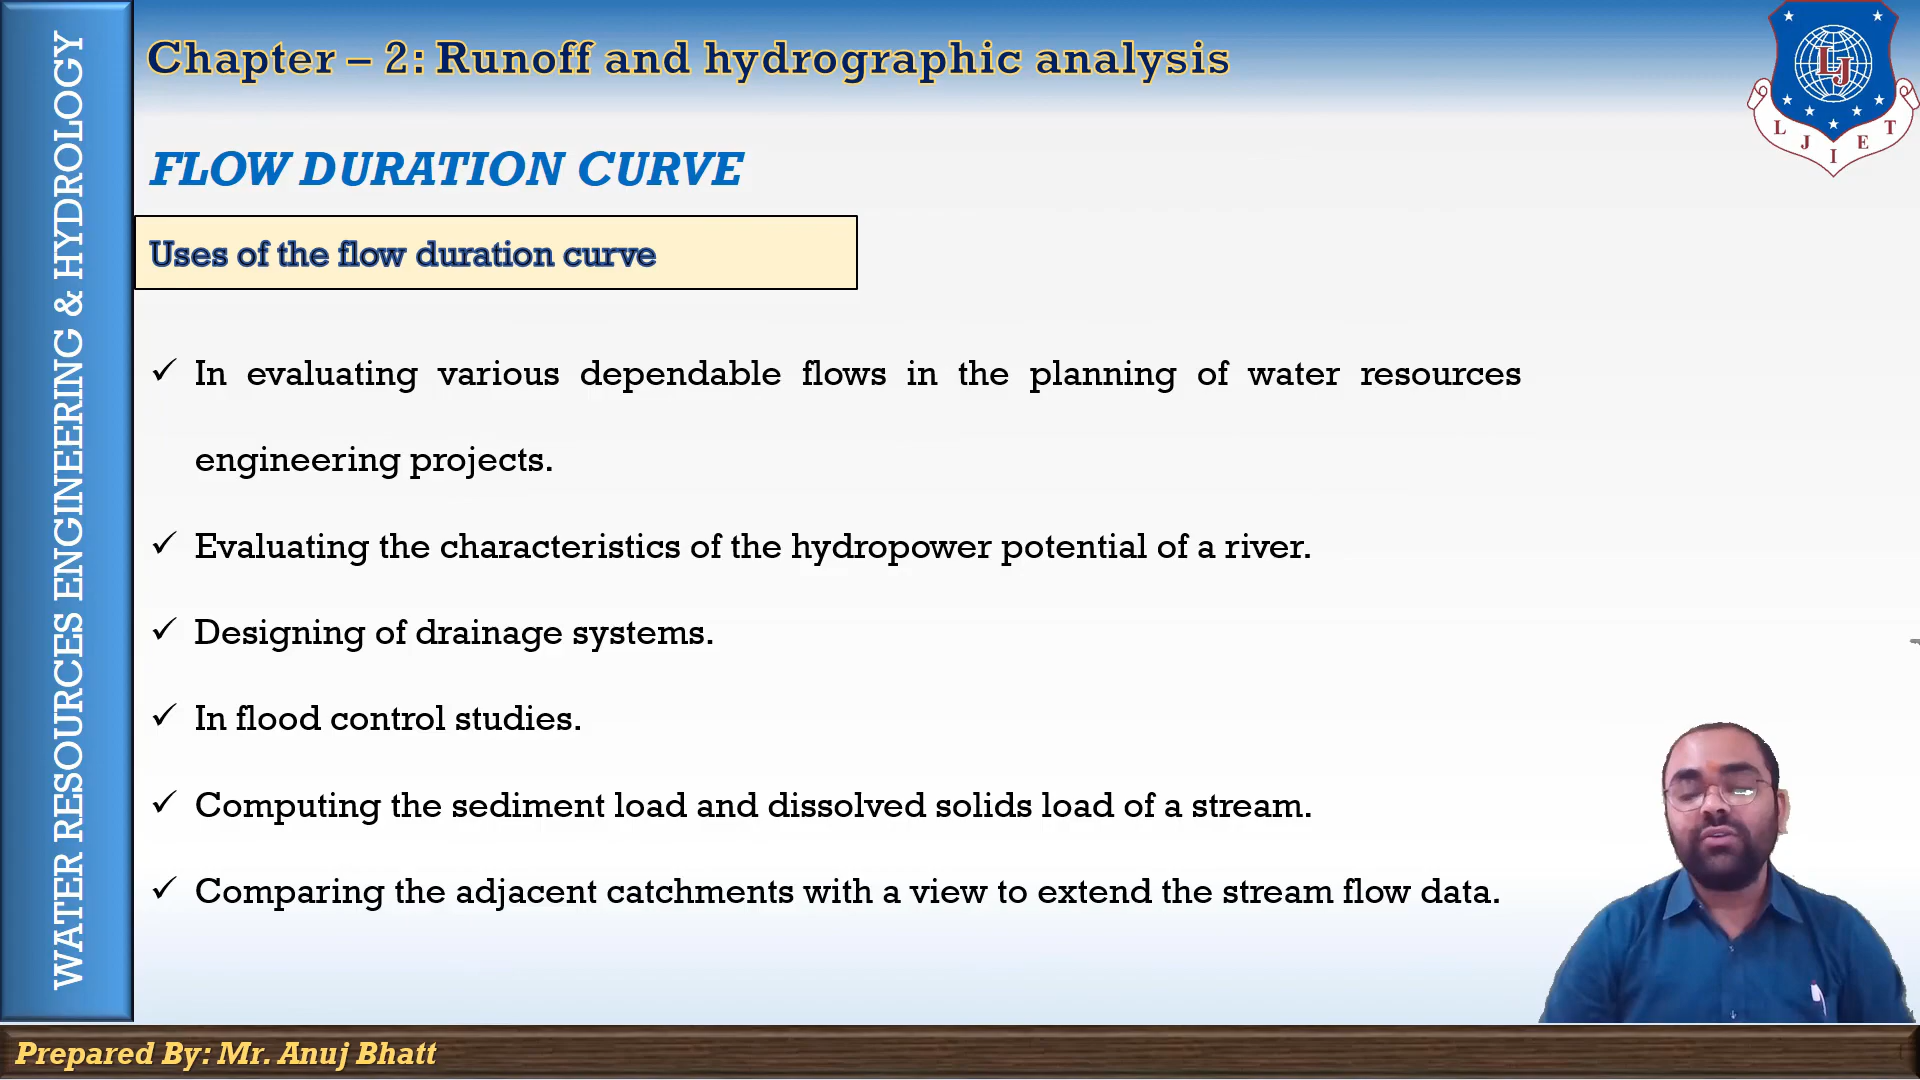 Chapter – 2: Runoff and hydrographic analysis
WATER RESOURCES ENGINEERING & HYDROLOGY
LJ
L J I E T
FLOW DURATION CURVE
Uses of the flow duration curve
✓ In evaluating various dependable flows in the planning of water resources
engineering projects.
✓ Evaluating the characteristics of the hydropower potential of a river.
✓ Designing of drainage systems.
✓ In flood control studies.
✓ Computing the sediment load and dissolved solids load of a stream.
✓ Comparing the adjacent catchments with a view to extend the stream flow data.
Prepared By: Mr. Anuj Bhatt